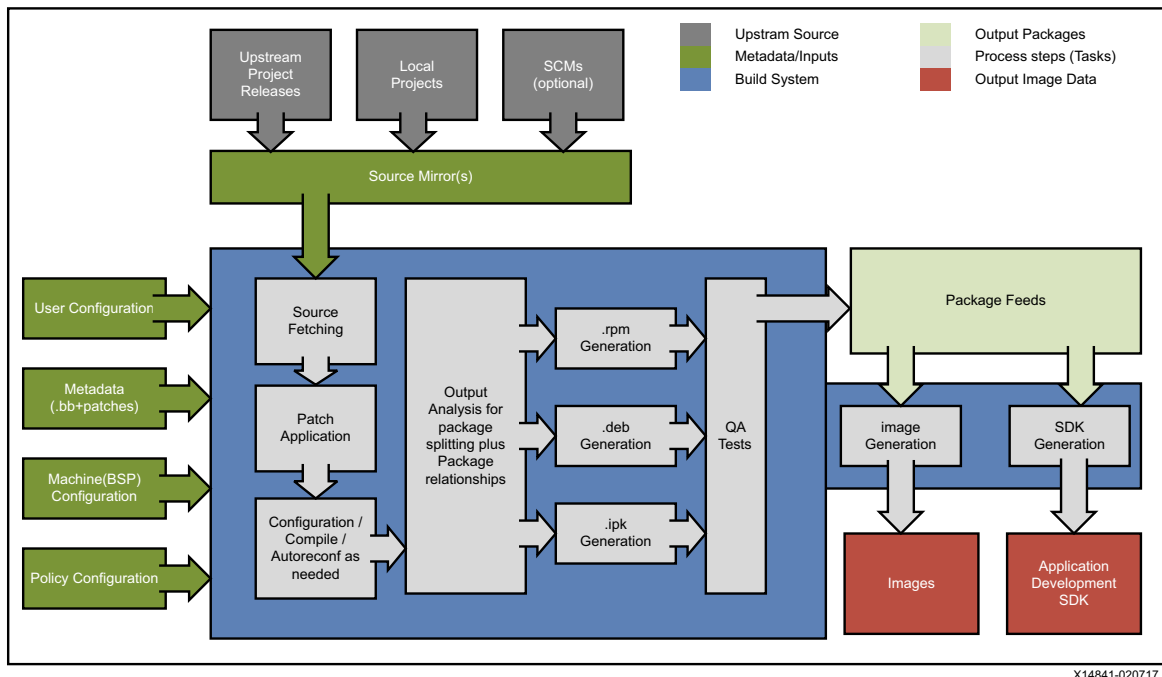 Upstream
Project
Releases
Local
Projects
SCMs
(optional)
Upstram Source
Metadata/Inputs
Build System
Output Packages
Process steps (Tasks)
Output Image Data
Source Mirror(s)
User Configuration
Metadata
(.bb+patches)
Machine(BSP)
Configuration
Policy Configuration
Source
Fetching
Patch
Application
Configuration /
Compile /
Autoreconf as
needed
Output
Analysis for
package
splitting plus
Package
relationships
.rpm
Generation
.deb
Generation
.ipk
Generation
QA
Tests
Package Feeds
image
Generation
SDK
Generation
Images
Application
Development
SDK
X14841-020717